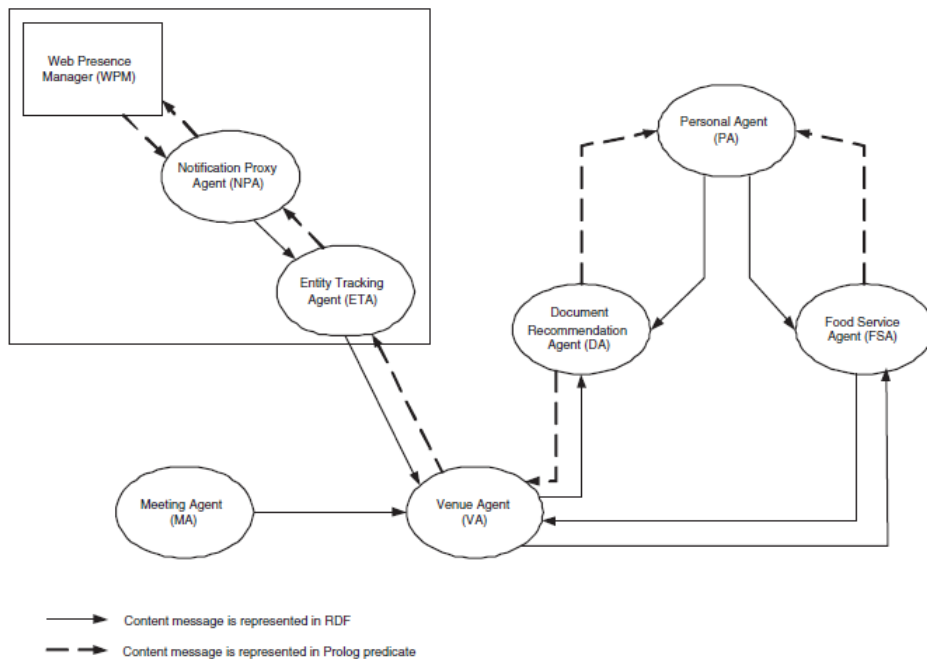 Web Presence
Manager (WPM)
Personal Agent
(PA)
Notification Proxy
Agent (NPA)
Entity Tracking
Agent (ETA)
Document
Recommendation
Agent (DA)
Food Service
Agent (FSA)
Meeting Agent
(MA)
Venue Agent
(VA)
Content message is represented in RDF
Content message is represented in Prolog predicate